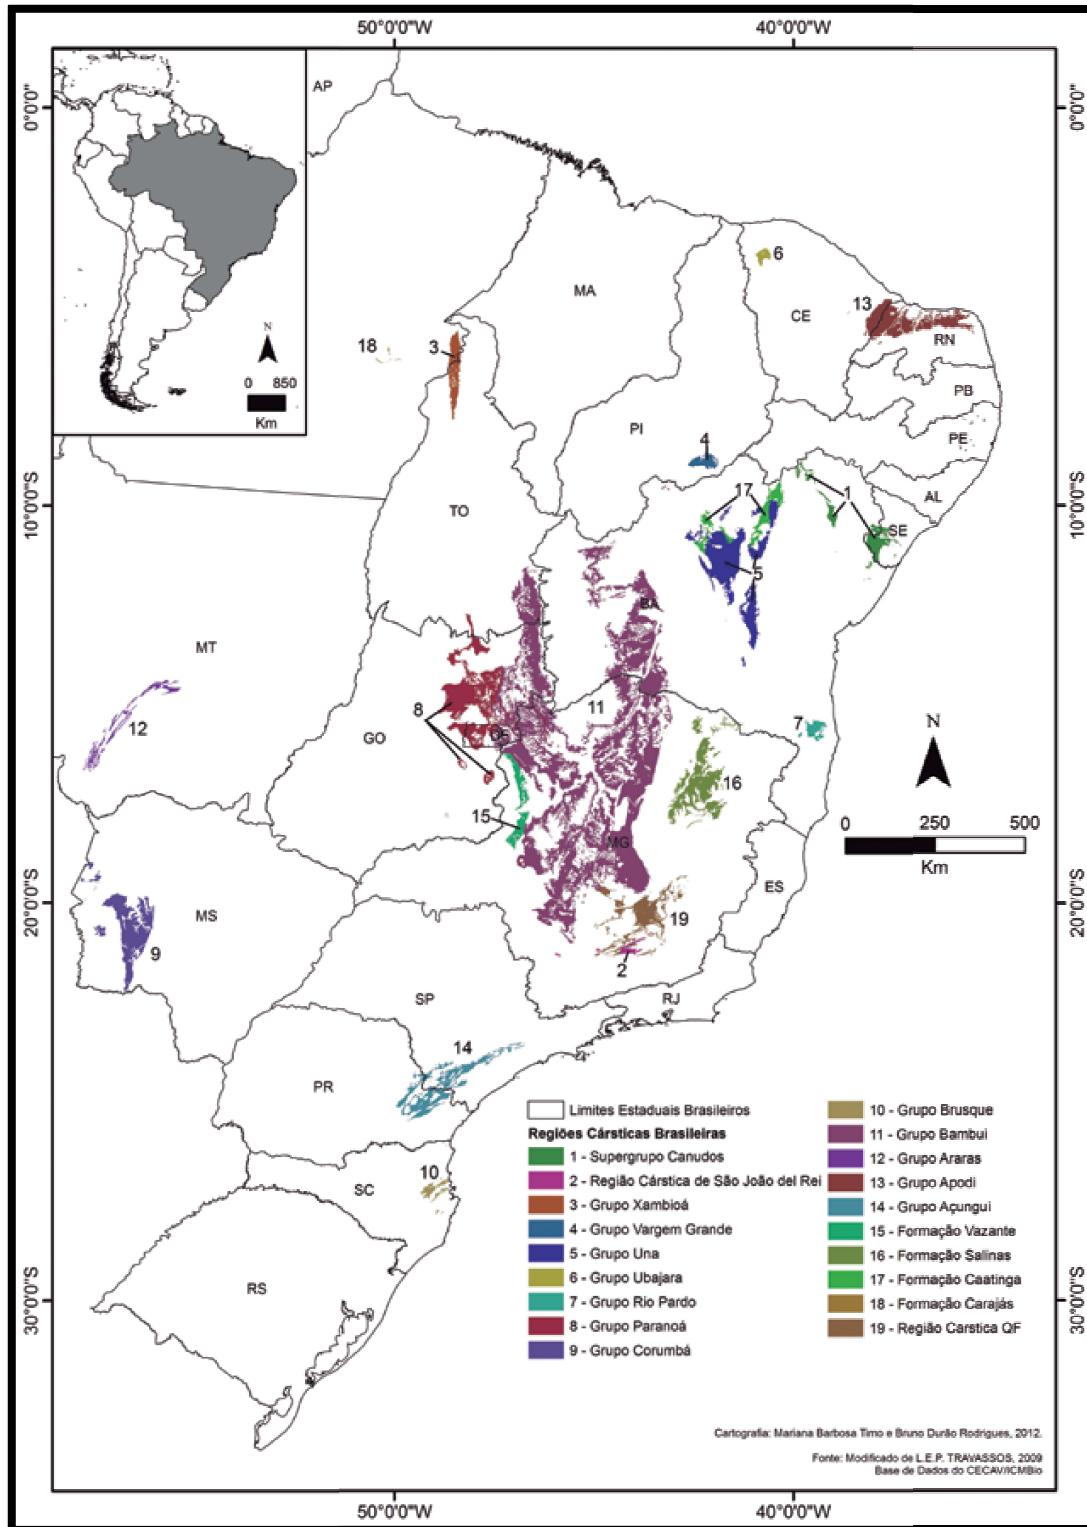 50°0'0"W
40°0'0"W
0°0'0"
0°0'0"
AP
N
0 850
Km
6
MA
CE
13
RN
18
3
PB
PI
PE
4
17
1
AL
10°0'0"S
10°0'0"S
TO
SE
5
BA
MT
8
11
7
N
12
GO
DF
16
15
0 250 500
Km
MG
ES
20°0'0"S
20°0'0"S
MS
19
9
2
SP
RJ
14
PR
10
SC
RS
30°0'0"S
30°0'0"S
Limites Estaduais Brasileiros
Regiões Cársticas Brasileiras
1 - Supergrupo Canudos
2 - Região Cárstica de São João del Rei
3 - Grupo Xambioá
4 - Grupo Vargem Grande
5 - Grupo Una
6 - Grupo Ubajara
7 - Grupo Rio Pardo
8 - Grupo Paranoá
9 - Grupo Corumbá
10 - Grupo Brusque
11 - Grupo Bambui
12 - Grupo Araras
13 - Grupo Apodi
14 - Grupo Açungui
15 - Formação Vazante
16 - Formação Salinas
17 - Formação Caatinga
18 - Formação Carajás
19 - Região Carstica QF
Cartografia: Mariana Barbosa Timo e Bruno Durão Rodrigues, 2012.
Fonte: Modificado de L.E.P. TRAVASSOS, 2009
Base de Dados do CECAV/ICMBio
50°0'0"W
40°0'0"W